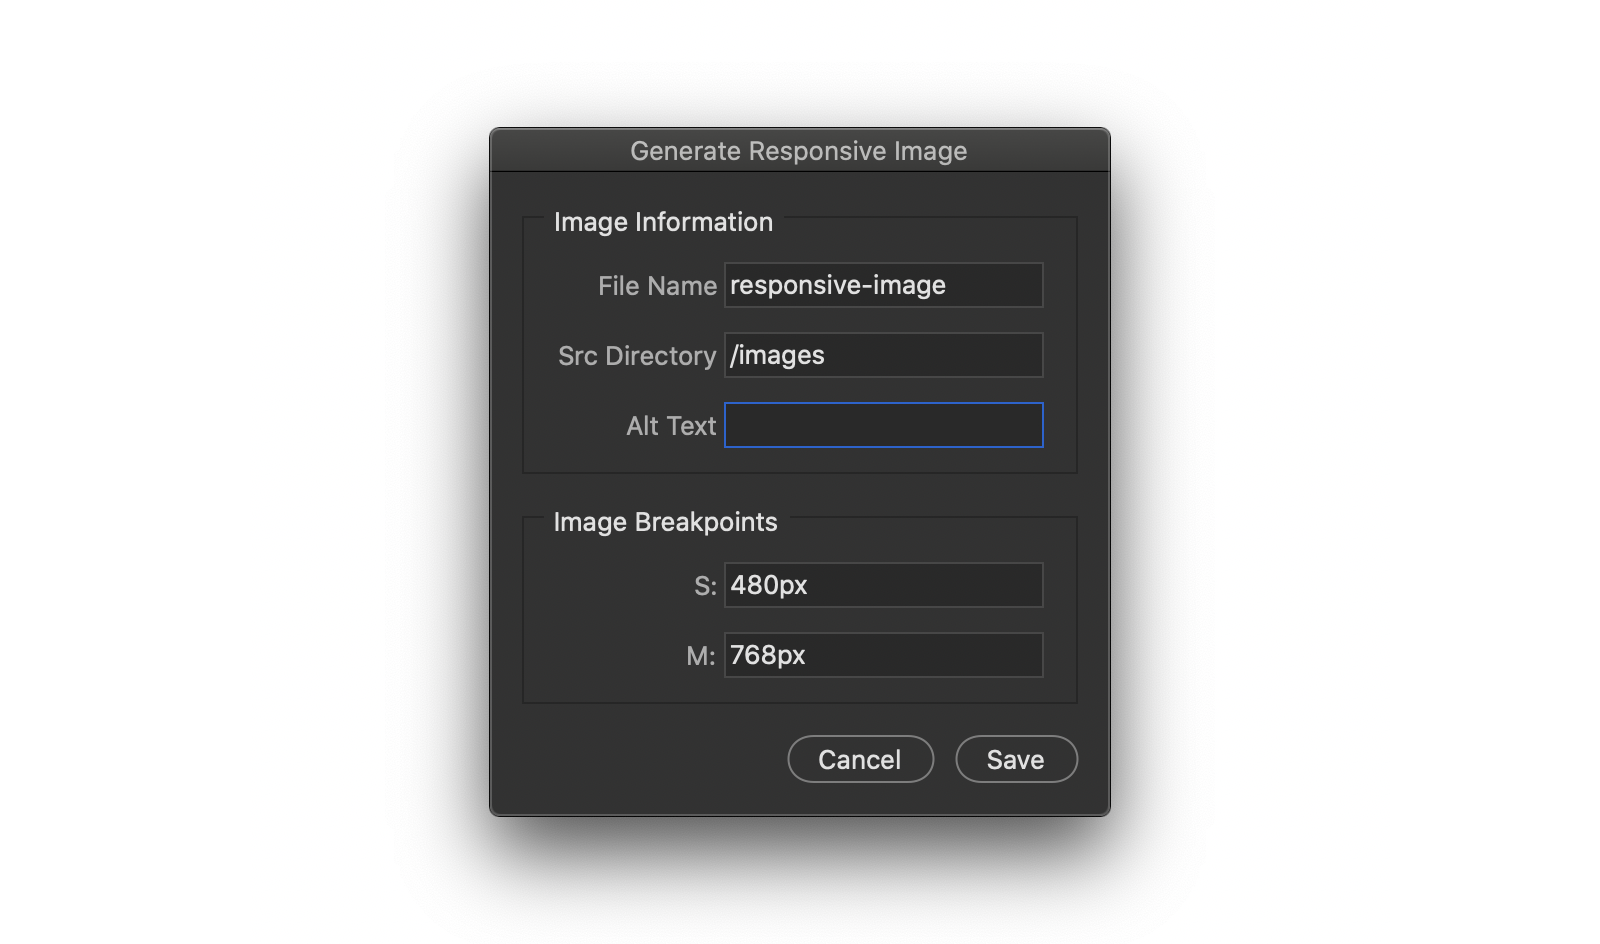 Generate Responsive Image
Image Information
File Name responsive-image
Src Directory /images
Alt Text
Image Breakpoints
S: 480px
M: 768px
Cancel Save